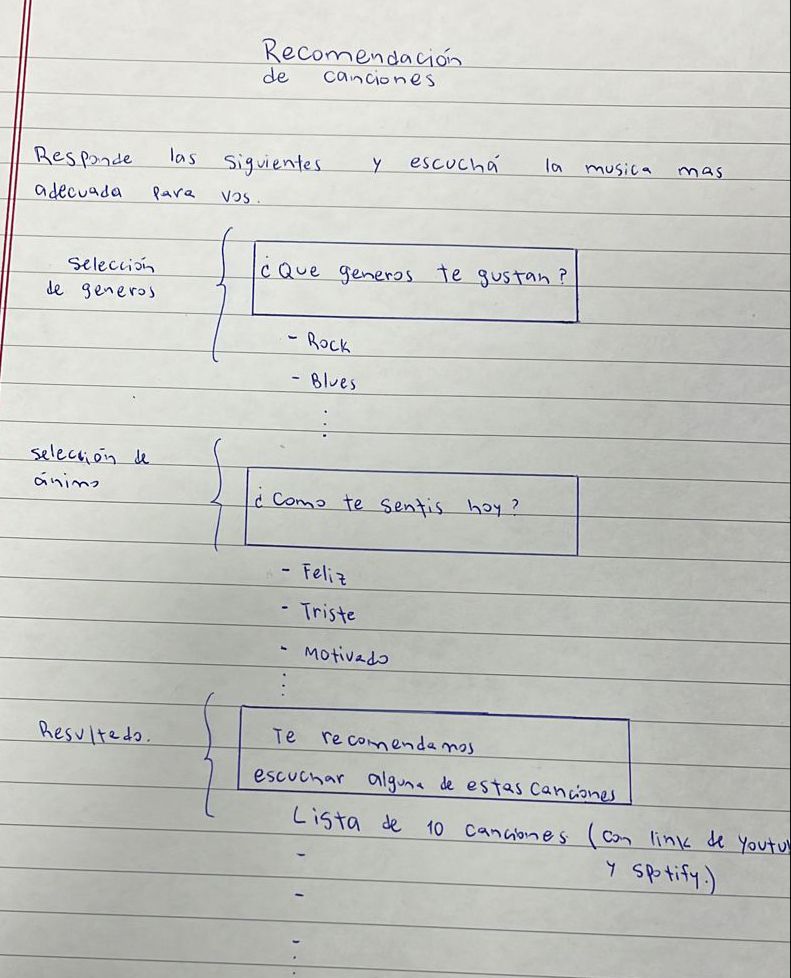 Recomendación
de canciones
Responde las siguientes y escuchá la musica mas
adecuada para vos.
Selección
de generos
¿Que generos te gustan?
- Rock
- Blues
Selección de
ánimo
¿Como te sentis hoy?
- Feliz
- Triste
- Motivado
Resultado.
Te recomendamos
escuchar alguna de estas canciones
Lista de 10 canciones (con link de Youtu
y spotify.)